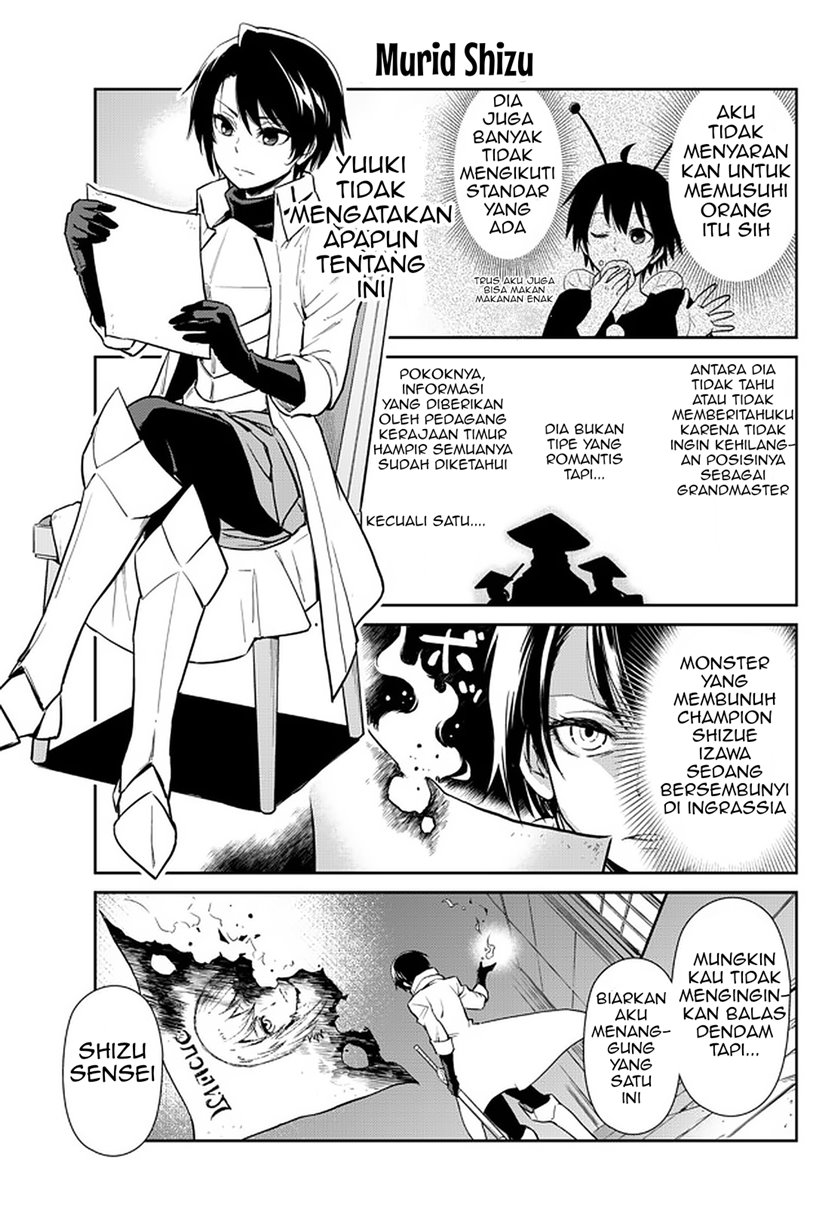 Murid Shizu
AKU
TIDAK
MENYARAN
KAN UNTUK
MEMUSUHI
ORANG
ITU SIH
DIA
JUGA
BANYAK
TIDAK
MENGIKUTI
STANDAR
YANG
ADA
TRUS AKU JUGA
BISA MAKAN
MAKANAN ENAK
YUUKI
TIDAK
MENGATAKAN
APAPUN
TENTANG
INI
ANTARA DIA
TIDAK TAHU
ATAU TIDAK
MEMBERITAHUKU
KARENA TIDAK
INGIN KEHILANG-
AN POSISINYA
SEBAGAI
GRANDMASTER
DIA BUKAN
TIPE YANG
ROMANTIS
TAPI...
POKOKNYA,
INFORMASI
YANG DIBERIKAN
OLEH PEDAGANG
KERAJAAN TIMUR
HAMPIR SEMUANYA
SUDAH DIKETAHUI
KECUALI SATU....
MONSTER
YANG
MEMBUNUH
CHAMPION
SHIZUE
IZAWA
SEDANG
BERSEMBUNYI
DI INGRASSIA
ボッ
MUNGKIN
KAU TIDAK
MENGINGIN-
KAN BALAS
DENDAM
TAPI...
BIARKAN
AKU
MENANG-
GUNG YANG
SATU
INI
SHIZU
SENSEI